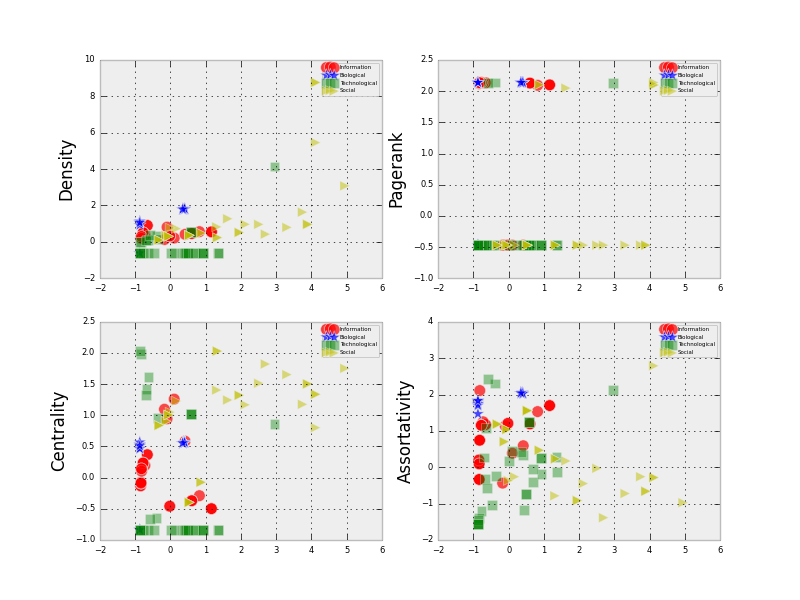 Density
10
8
6
4
2
0
−2
−2 −1 0 1 2 3 4 5 6
Information
Biological
Technological
Social
Pagerank
2.5
2.0
1.5
1.0
0.5
0.0
−0.5
−1.0
−2 −1 0 1 2 3 4 5 6
Information
Biological
Technological
Social
Centrality
2.5
2.0
1.5
1.0
0.5
0.0
−0.5
−1.0
−2 −1 0 1 2 3 4 5 6
Information
Biological
Technological
Social
Assortativity
4
3
2
1
0
−1
−2
−2 −1 0 1 2 3 4 5 6
Information
Biological
Technological
Social